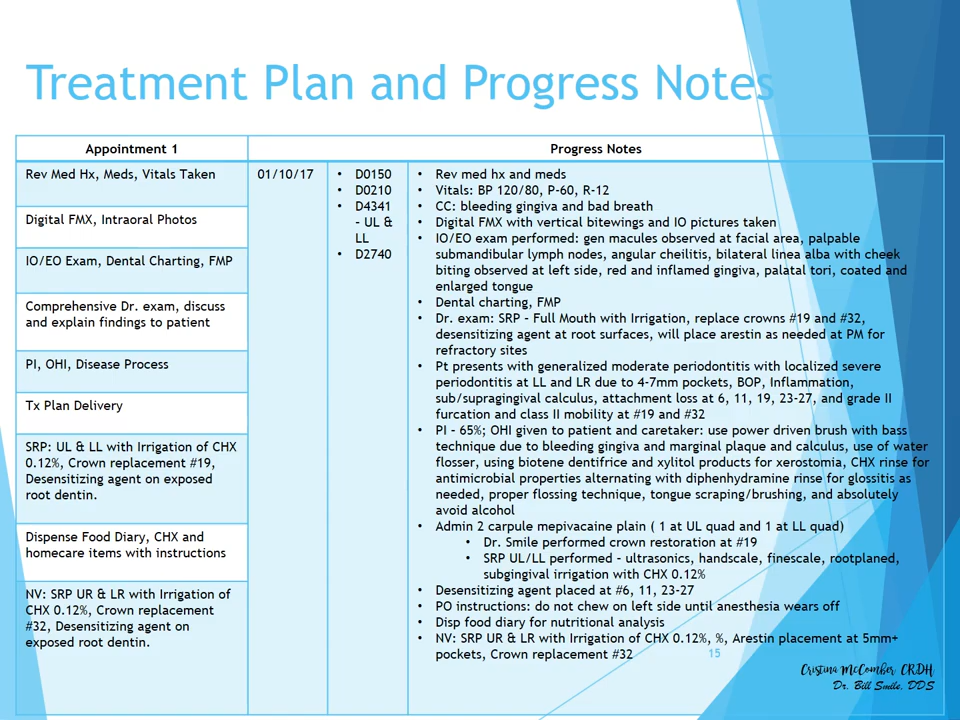 Treatment Plan and Progress Notes
Appointment 1
Progress Notes
Rev Med Hx, Meds, Vitals Taken
Digital FMX, Intraoral Photos
IO/EO Exam, Dental Charting, FMP
Comprehensive Dr. exam, discuss
and explain findings to patient
PI, OHI, Disease Process
Tx Plan Delivery
SRP: UL & LL with Irrigation of CHX
0.12%, Crown replacement #19,
Desensitizing agent on exposed
root dentin.
Dispense Food Diary, CHX and
homecare items with instructions
NV: SRP UR & LR with Irrigation of
CHX 0.12%, Crown replacement
#32, Desensitizing agent on
exposed root dentin.
01/10/17
• D0150
• D0210
• D4341
– UL &
LL
• D2740
• Rev med hx and meds
• Vitals: BP 120/80, P-60, R-12
• CC: bleeding gingiva and bad breath
• Digital FMX with vertical bitewings and IO pictures taken
• IO/EO exam performed: gen macules observed at facial area, palpable
submandibular lymph nodes, angular cheilitis, bilateral linea alba with cheek
biting observed at left side, red and inflamed gingiva, palatal tori, coated and
enlarged tongue
• Dental charting, FMP
• Dr. exam: SRP – Full Mouth with Irrigation, replace crowns #19 and #32,
desensitizing agent at root surfaces, will place arestin as needed at PM for
refractory sites
• Pt presents with generalized moderate periodontitis with localized severe
periodontitis at LL and LR due to 4-7mm pockets, BOP, Inflammation,
sub/supragingival calculus, attachment loss at 6, 11, 19, 23-27, and grade II
furcation and class II mobility at #19 and #32
• PI – 65%; OHI given to patient and caretaker: use power driven brush with bass
technique due to bleeding gingiva and marginal plaque and calculus, use of water
flosser, using biotene dentifrice and xylitol products for xerostomia, CHX rinse for
antimicrobial properties alternating with diphenhydramine rinse for glossitis as
needed, proper flossing technique, tongue scraping/brushing, and absolutely
avoid alcohol
• Admin 2 carpule mepivacaine plain ( 1 at UL quad and 1 at LL quad)
• Dr. Smile performed crown restoration at #19
• SRP UL/LL performed – ultrasonics, handscale, finescale, rootplaned,
subgingival irrigation with CHX 0.12%
• Desensitizing agent placed at #6, 11, 23-27
• PO instructions: do not chew on left side until anesthesia wears off
• Disp food diary for nutritional analysis
• NV: SRP UR & LR with Irrigation of CHX 0.12%, %, Arestin placement at 5mm+
pockets, Crown replacement #32
15
Cristina McComber CRDH
Dr. Bill Smile, DDS